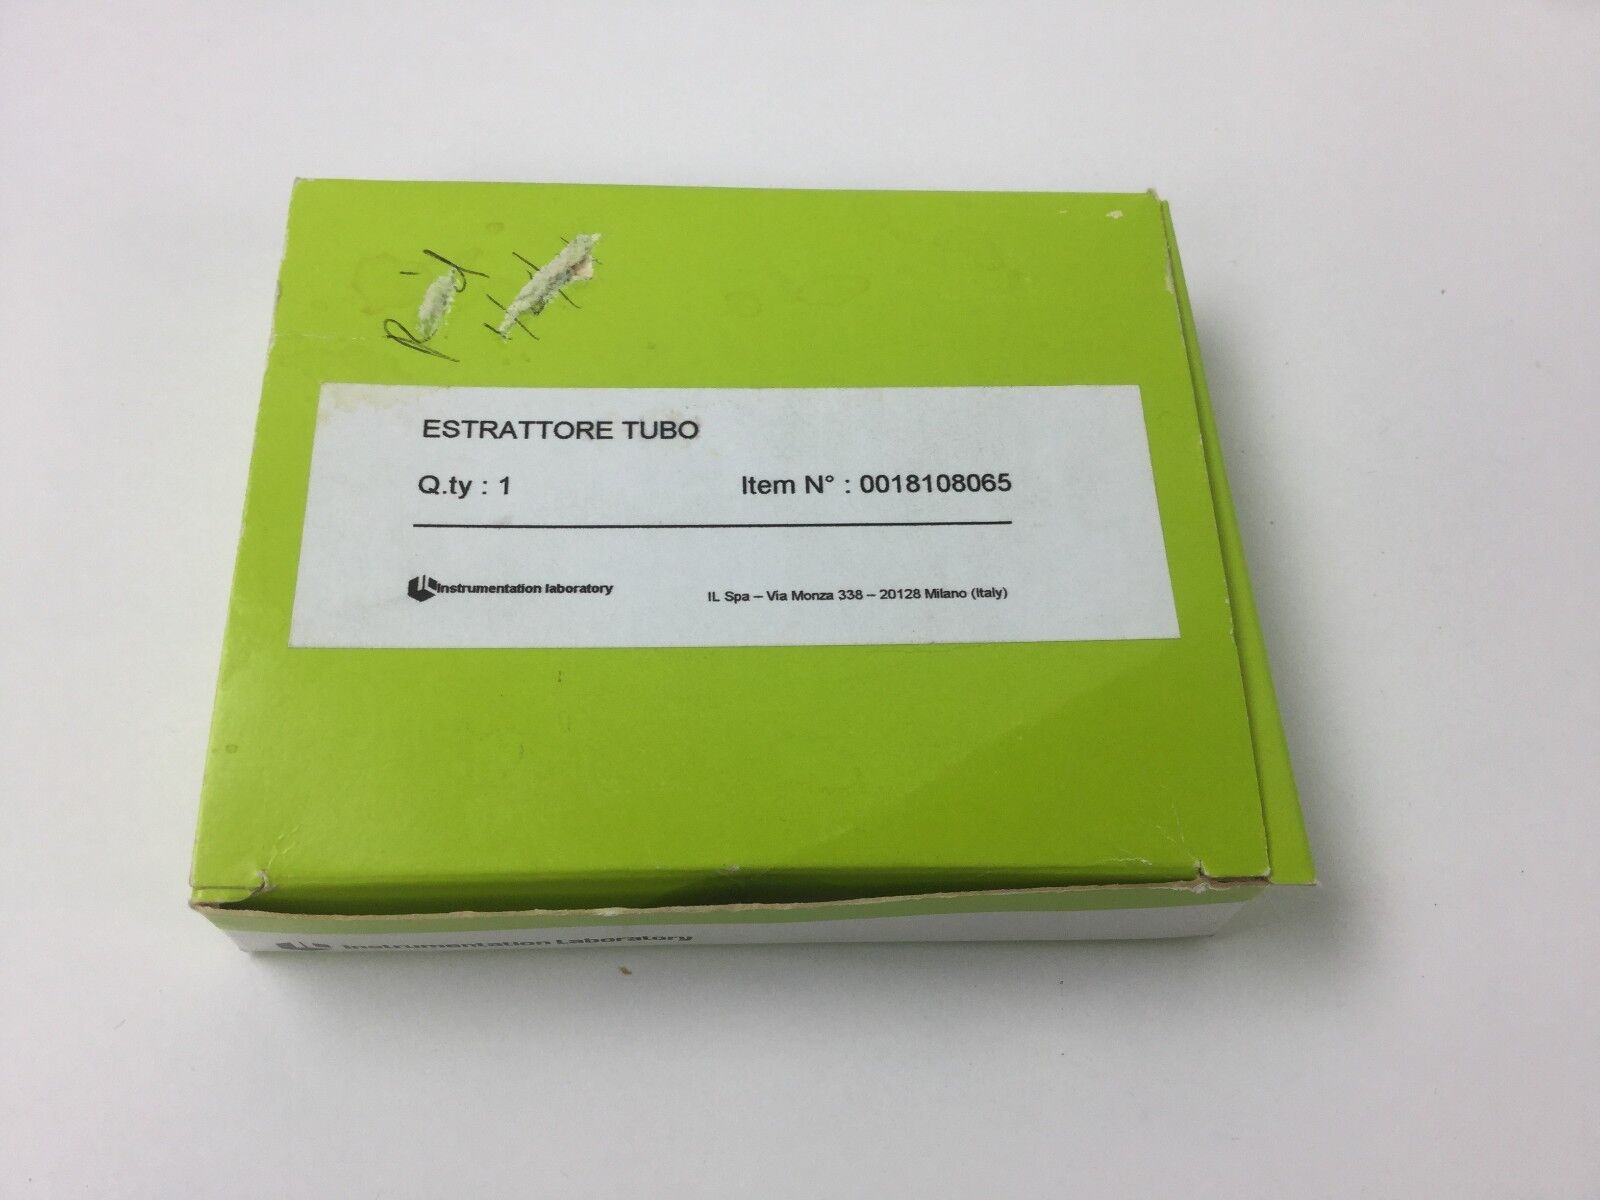 ESTRATTORE TUBO
Q.ty : 1 Item N° : 0018108065
Instrumentation laboratory IL Spa – Via Monza 338 – 20128 Milano (Italy)
Instrumentation Laboratory